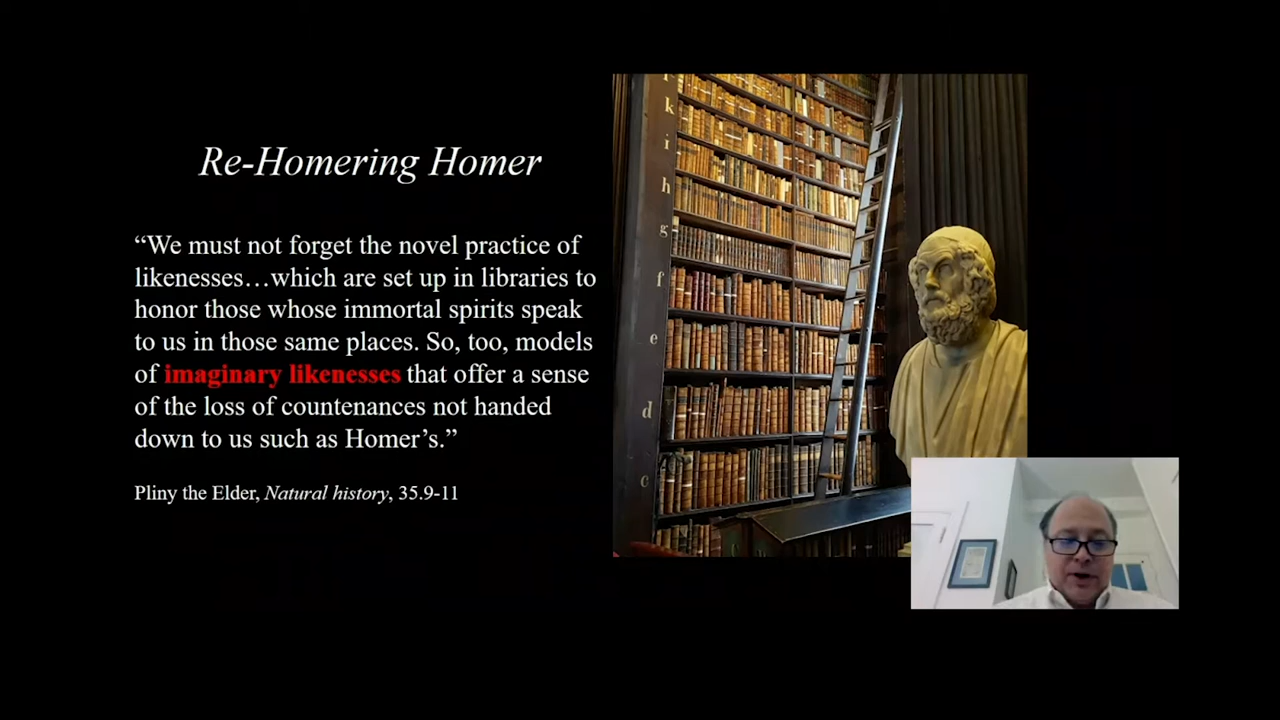 Re-Homering Homer
“We must not forget the novel practice of
likenesses…which are set up in libraries to
honor those whose immortal spirits speak
to us in those same places. So, too, models
of imaginary likenesses that offer a sense
of the loss of countenances not handed
down to us such as Homer’s.”
Pliny the Elder, Natural history, 35.9-11
k
i
h
g
f
e
d
c